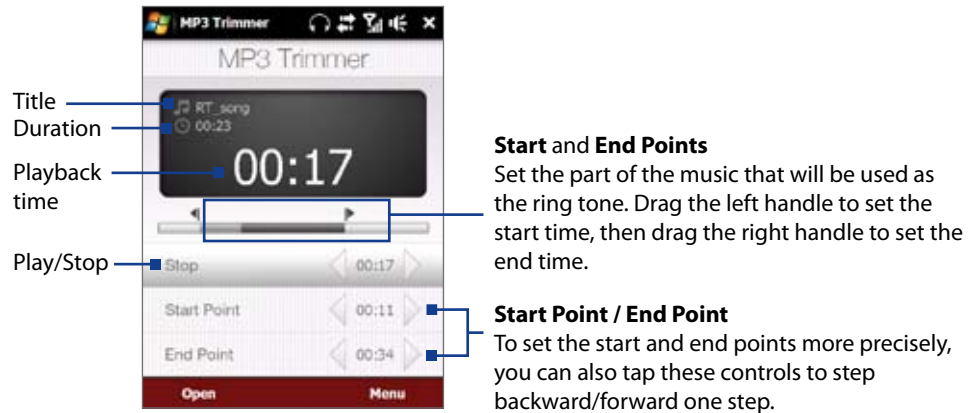 MP3 Trimmer
MP3 Trimmer
Title
RT_song
Duration
00:23
Playback
time
00:17
Start and End Points
Set the part of the music that will be used as
the ring tone. Drag the left handle to set the
start time, then drag the right handle to set the
end time.
Play/Stop
Stop
00:17
Start Point
00:11
End Point
00:34
Start Point / End Point
To set the start and end points more precisely,
you can also tap these controls to step
backward/forward one step.
Open
Menu